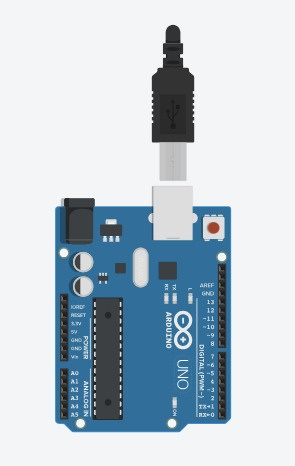 RX TX L
AREF
GND
13
12
~11
~10
~9
8
IOREF
RESET
3.3V
5V
GND
GND
Vin
POWER
ARDUINO
UNO
DIGITAL (PWM~)
7
~6
~5
4
~3
2
TX→1
RX←0
A0
A1
A2
A3
A4
A5
ANALOG IN
ON